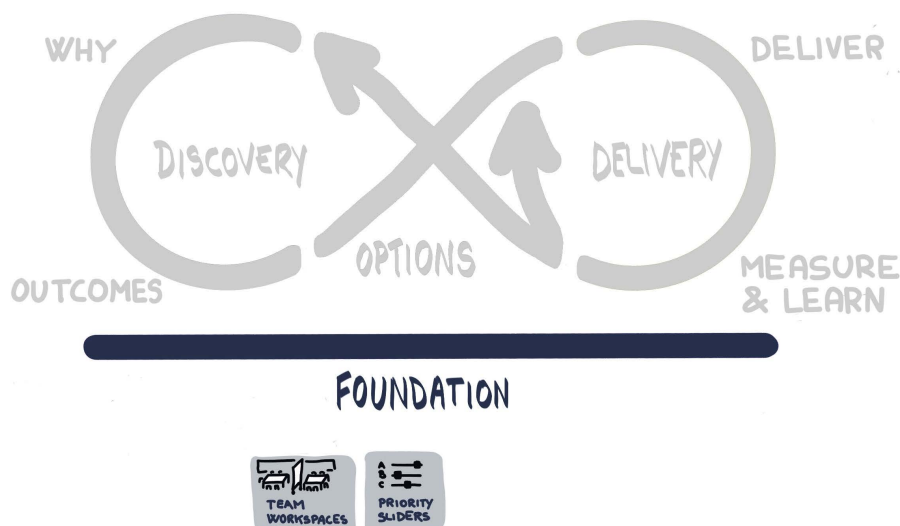 WHY
DELIVER
DISCOVERY
DELIVERY
OPTIONS
OUTCOMES
MEASURE
& LEARN
FOUNDATION
A
B
C
TEAM
WORKSPACES
PRIORITY
SLIDERS